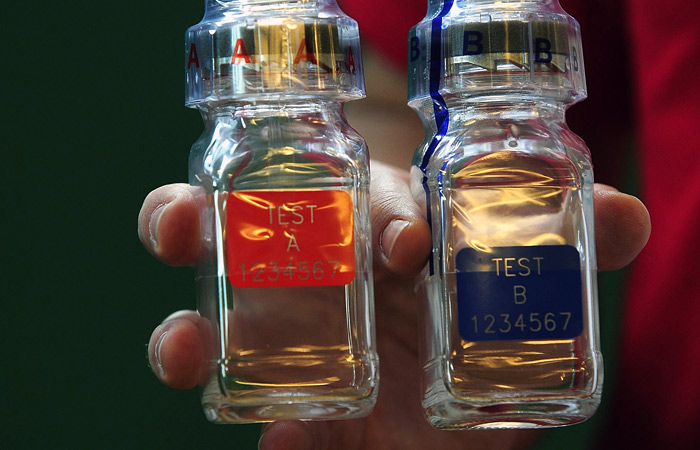 A A A A
B B B B
TEST
A
1234567
TEST
B
1234567